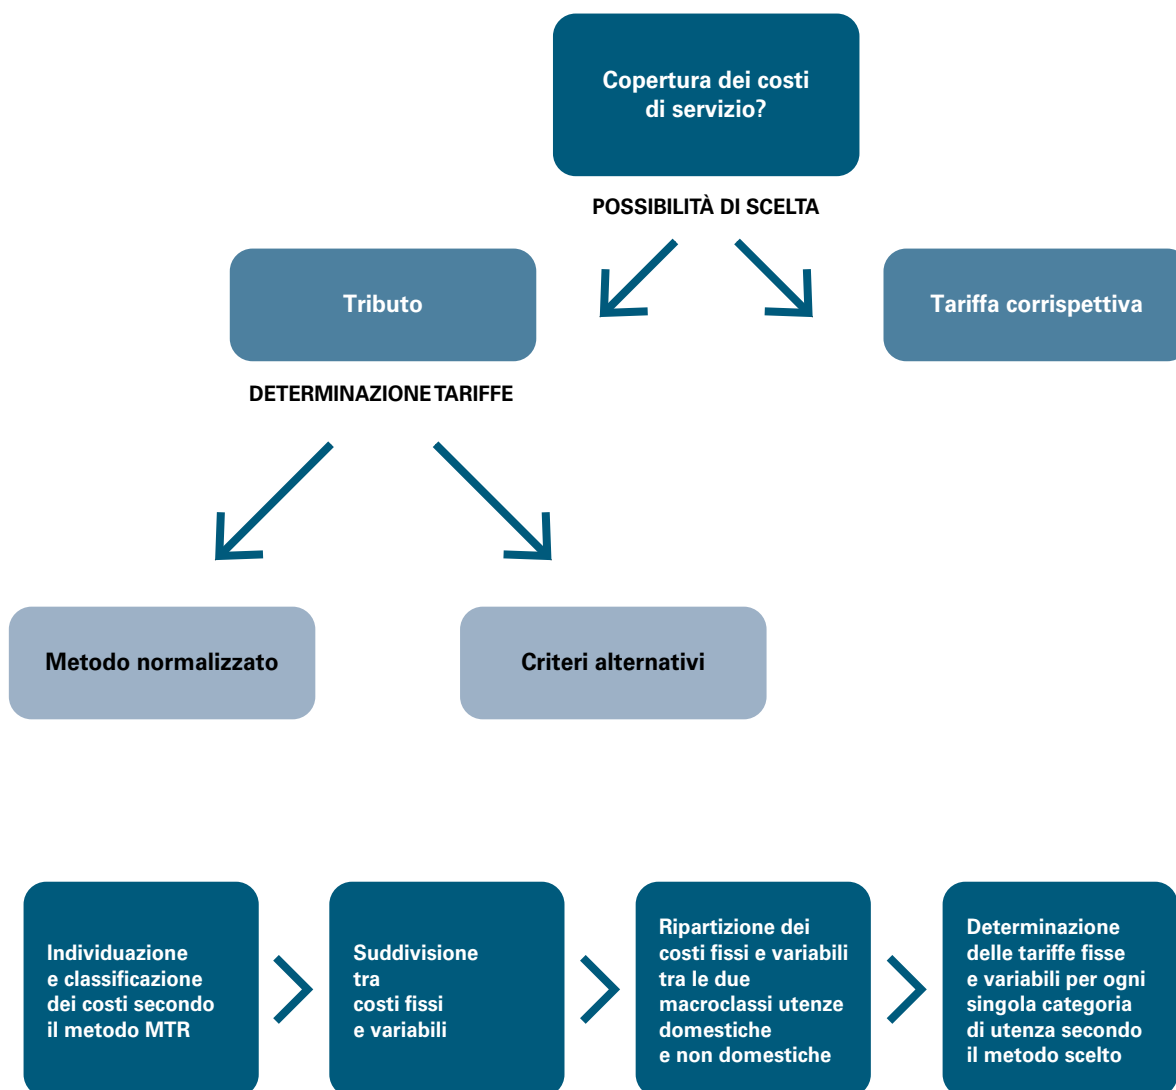 Copertura dei costi
di servizio?
POSSIBILITÀ DI SCELTA
Tributo
Tariffa corrispettiva
DETERMINAZIONE TARIFFE
Metodo normalizzato
Criteri alternativi
Individuazione
e classificazione
dei costi secondo
il metodo MTR
Suddivisione
tra
costi fissi
e variabili
Ripartizione dei
costi fissi e variabili
tra le due
macroclassi utenze
domestiche
e non domestiche
Determinazione
delle tariffe fisse
e variabili per ogni
singola categoria
di utenza secondo
il metodo scelto